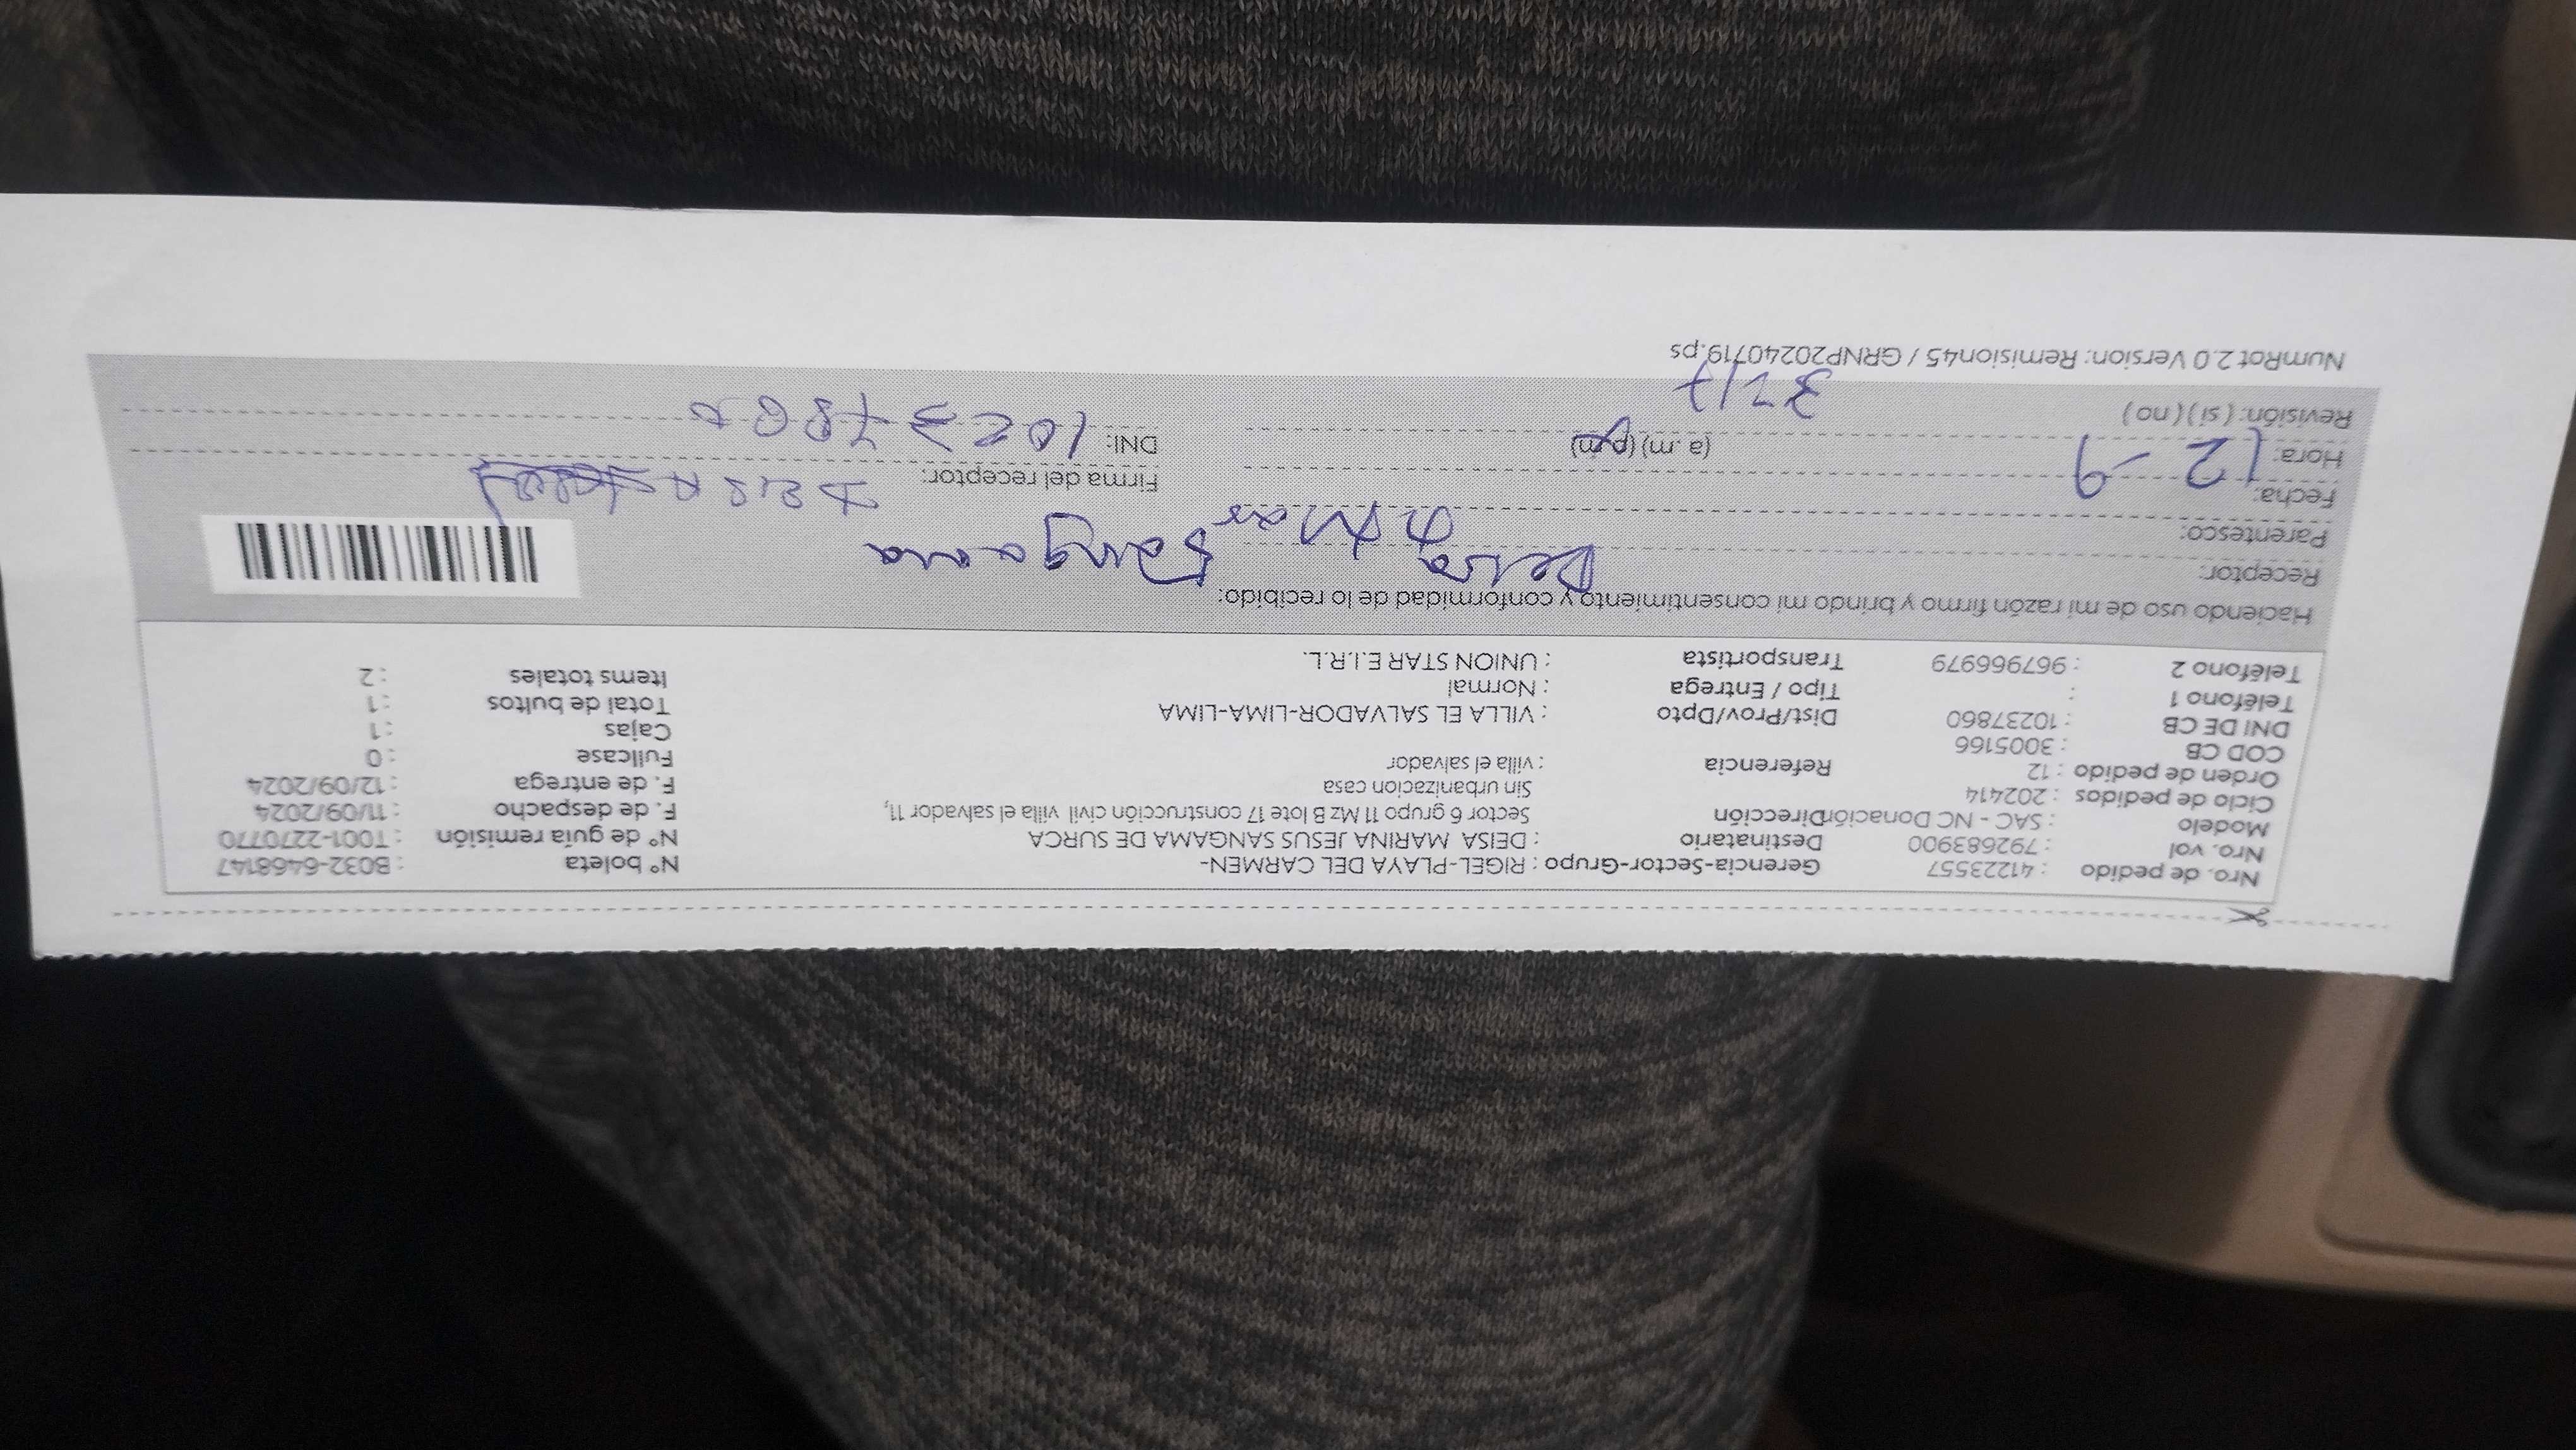 Nro. de pedido : 41223557 Gerencia-Sector-Grupo : RIGEL-PLAYA DEL CARMEN- N° boleta : B032-6468147
Nro. vol : 792683900 Destinatario : DEISA MARINA JESUS SANGAMA DE SURCA N° de guía remisión : T001-2270770
Modelo : SAC - NC Donación Dirección Sector 6 grupo 11 Mz B lote 17 construcción civil villa el salvador 11, F. de despacho : 11/09/2024
Ciclo de pedidos : 202414 Sin urbanizacion casa F. de entrega : 12/09/2024
Orden de pedido : 12 Referencia : villa el salvador Fullcase : 0
COD CB : 3005166 Cajas : 1
DNI DE CB : 10237860 Dist/Prov/Dpto : VILLA EL SALVADOR-LIMA-LIMA Total de bultos : 1
Teléfono 1 : Tipo / Entrega : Normal Items totales : 2
Teléfono 2 : 967966979 Transportista : UNION STAR E.I.R.L.
Haciendo uso de mi razón firmo y brindo mi consentimiento y conformidad de lo recibido:
Receptor: Sangama
Parentesco:
Fecha: 12-9 Firma del receptor:
Hora: (a.m) (p.m) DNI: 10237860
Revisión: ( si ) ( no )
NumRot 2.0 Version: Remision45 / GRNP20240719.ps